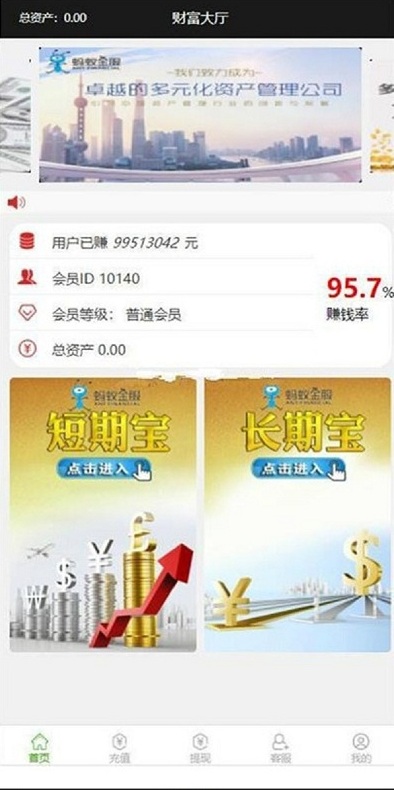 总资产：0.00
财富大厅
蚂蚁金服
—我们致力成为—
卓越的多元化资产管理公司
用户已赚 99513042 元
会员ID 10140
会员等级： 普通会员
总资产 0.00
95.7%
赚钱率
蚂蚁金服
短期宝
点击进入
蚂蚁金服
长期宝
点击进入
首页
充值
提现
客服
我的